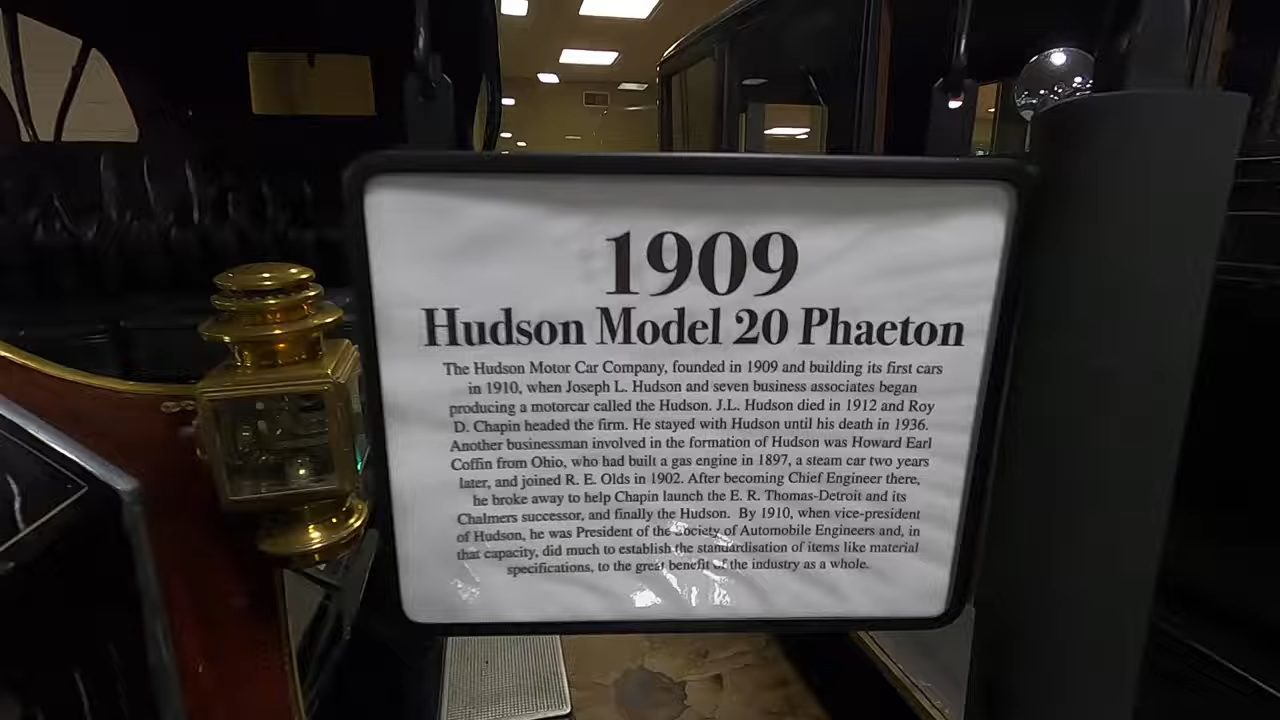 1909
Hudson Model 20 Phaeton
The Hudson Motor Car Company, founded in 1909 and building its first cars
in 1910, when Joseph L. Hudson and seven business associates began
producing a motorcar called the Hudson. J.L. Hudson died in 1912 and Roy
D. Chapin headed the firm. He stayed with Hudson until his death in 1936.
Another businessman involved in the formation of Hudson was Howard Earl
Coffin from Ohio, who had built a gas engine in 1897, a steam car two years
later, and joined R. E. Olds in 1902. After becoming Chief Engineer there,
he broke away to help Chapin launch the E. R. Thomas-Detroit and its
Chalmers successor, and finally the Hudson. By 1910, when vice-president
of Hudson, he was President of the Society of Automobile Engineers and, in
that capacity, did much to establish the standardisation of items like material
specifications, to the great benefit of the industry as a whole.